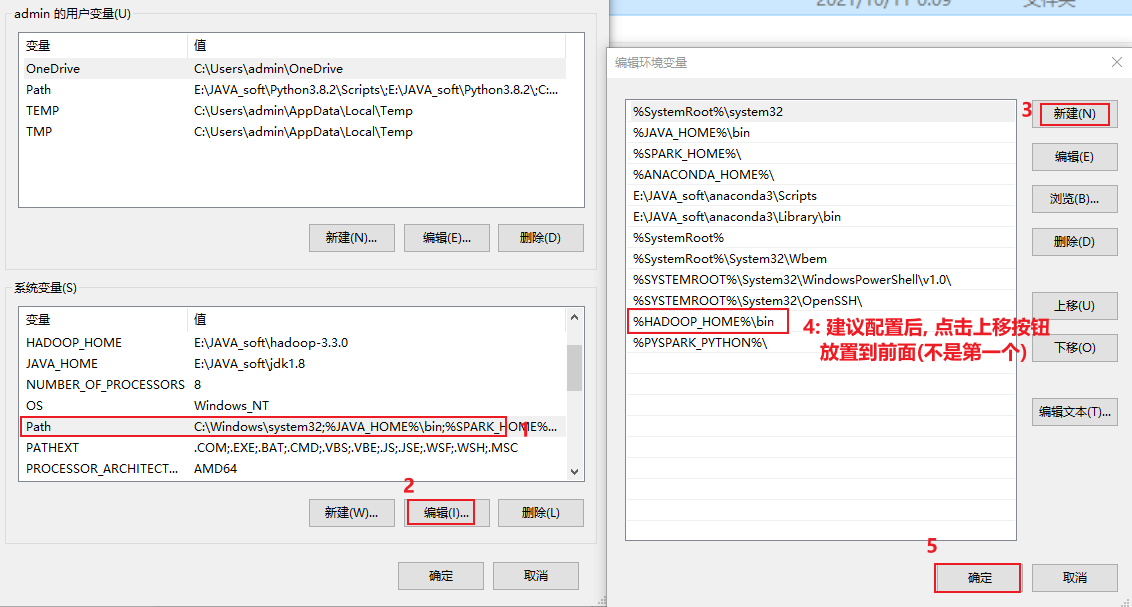 admin 的用户变量(U)
变量 值
OneDrive C:\Users\admin\OneDrive
Path E:\JAVA_soft\Python3.8.2\Scripts\;E:\JAVA_soft\Python3.8.2\;C:...
TEMP C:\Users\admin\AppData\Local\Temp
TMP C:\Users\admin\AppData\Local\Temp
新建(N)... 编辑(E)... 删除(D)
系统变量(S)
变量 值
HADOOP_HOME E:\JAVA_soft\hadoop-3.3.0
JAVA_HOME E:\JAVA_soft\jdk1.8
NUMBER_OF_PROCESSORS 8
OS Windows_NT
Path C:\Windows\system32;%JAVA_HOME%\bin;%SPARK_HOME%... 1
PATHEXT .COM;.EXE;.BAT;.CMD;.VBS;.VBE;.JS;.JSE;.WSF;.WSH;.MSC
PROCESSOR_ARCHITECT... AMD64
2
新建(W)... 编辑(I)... 删除(L)
确定 取消
2021/10/11 0:09 文件夹
编辑环境变量
%SystemRoot%\system32
%JAVA_HOME%\bin
%SPARK_HOME%\
%ANACONDA_HOME%\
E:\JAVA_soft\anaconda3\Scripts
E:\JAVA_soft\anaconda3\Library\bin
%SystemRoot%
%SystemRoot%\System32\Wbem
%SYSTEMROOT%\System32\WindowsPowerShell\v1.0\
%SYSTEMROOT%\System32\OpenSSH\
%HADOOP_HOME%\bin
%PYSPARK_PYTHON%\
4: 建议配置后, 点击上移按钮
放置到前面(不是第一个)
3 新建(N)
编辑(E)
浏览(B)...
删除(D)
上移(U)
下移(O)
编辑文本(T)...
5
确定 取消